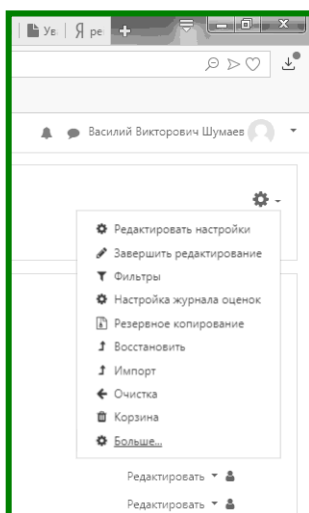 Ув
Я ре
Василий Викторович Шумаев
Редактировать настройки
Завершить редактирование
Фильтры
Настройка журнала оценок
Резервное копирование
Восстановить
Импорт
Очистка
Корзина
Больше...
Редактировать
Редактировать